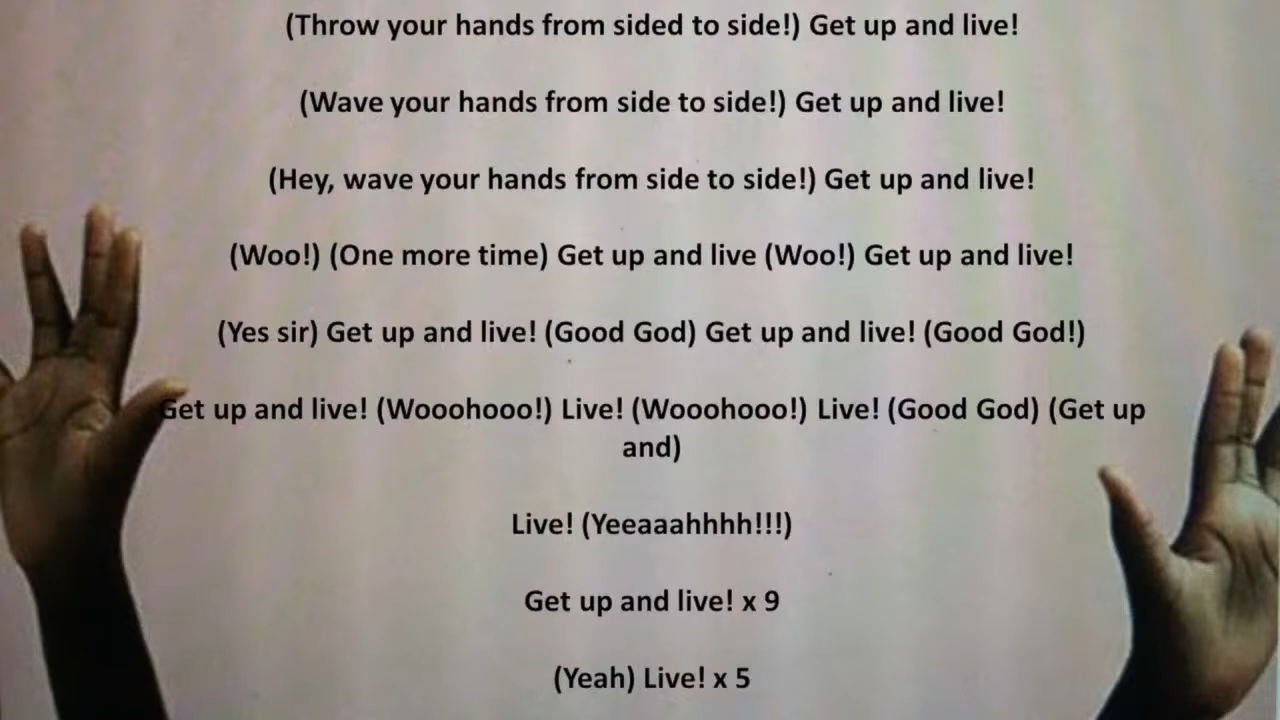 (Throw your hands from sided to side!) Get up and live!
(Wave your hands from side to side!) Get up and live!
(Hey, wave your hands from side to side!) Get up and live!
(Woo!) (One more time) Get up and live (Woo!) Get up and live!
(Yes sir) Get up and live! (Good God) Get up and live! (Good God!)
Get up and live! (Wooohooo!) Live! (Wooohooo!) Live! (Good God) (Get up
and)
Live! (Yeeaaahhhh!!!)
Get up and live! x 9
(Yeah) Live! x 5